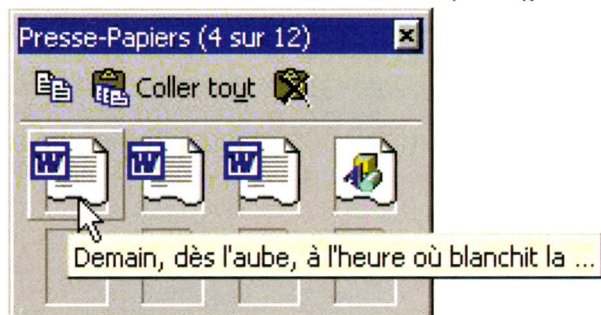 Presse-Papiers (4 sur 12)
Coller tout
W W W
Demain, dès l'aube, à l'heure où blanchit la ...